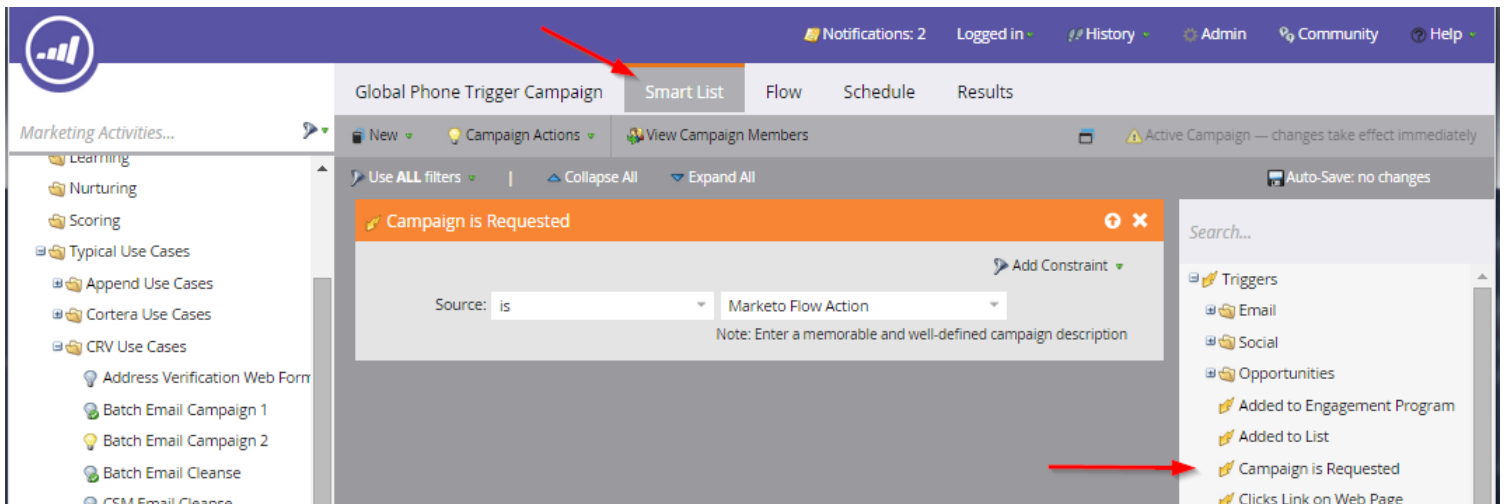 Notifications: 2 Logged in History Admin Community Help
Global Phone Trigger Campaign Smart List Flow Schedule Results
Marketing Activities...
New Campaign Actions View Campaign Members Active Campaign — changes take effect immediately
Learning
Nurturing
Scoring
Typical Use Cases
Append Use Cases
Cortera Use Cases
CRV Use Cases
Address Verification Web Form
Batch Email Campaign 1
Batch Email Campaign 2
Batch Email Cleanse
CSM Email Cleanse
Use ALL filters | Collapse All Expand All Auto-Save: no changes
Campaign is Requested
Add Constraint
Source: is Marketo Flow Action
Note: Enter a memorable and well-defined campaign description
Search...
Triggers
Email
Social
Opportunities
Added to Engagement Program
Added to List
Campaign is Requested
Clicks Link on Web Page